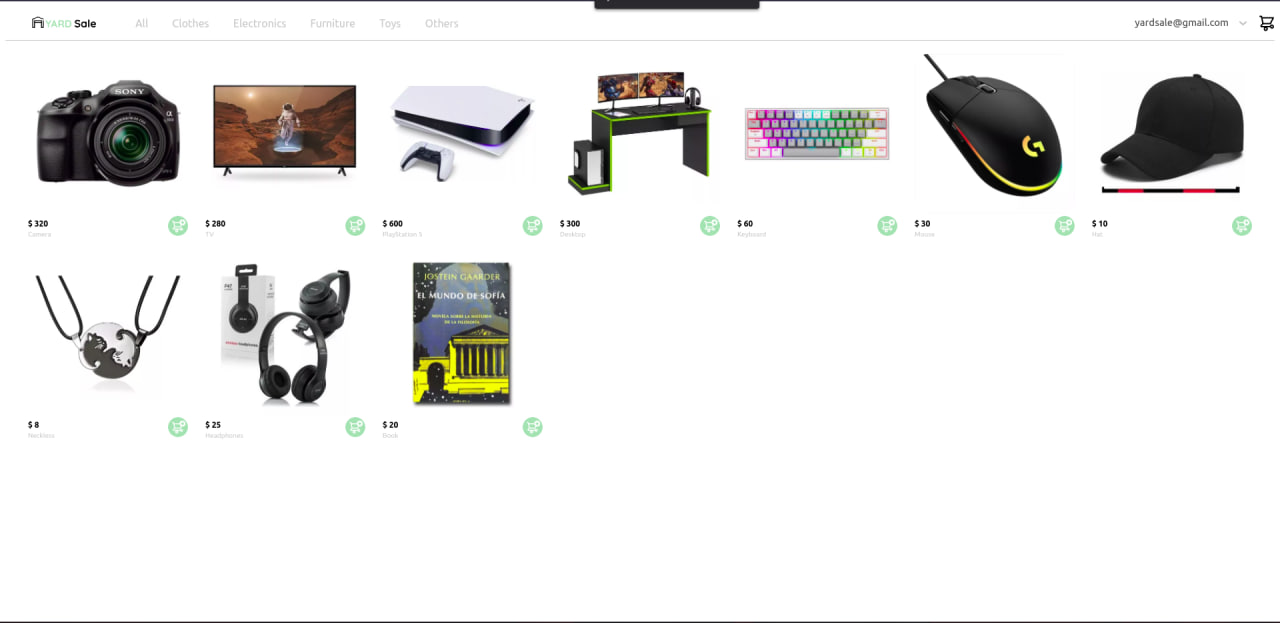 YARD Sale
All Clothes Electronics Furniture Toys Others
yardsale@gmail.com
SONY
α
$ 320
Camera
$ 280
TV
$ 600
PlayStation 5
$ 300
Desktop
$ 60
Keyboard
$ 30
Mouse
$ 10
Hat
$ 8
Neckless
P47
$ 25
Headphones
JOSTEIN GAARDER
EL MUNDO DE SOFÍA
NOVELA SOBRE LA HISTORIA
DE LA FILOSOFÍA
$ 20
Book